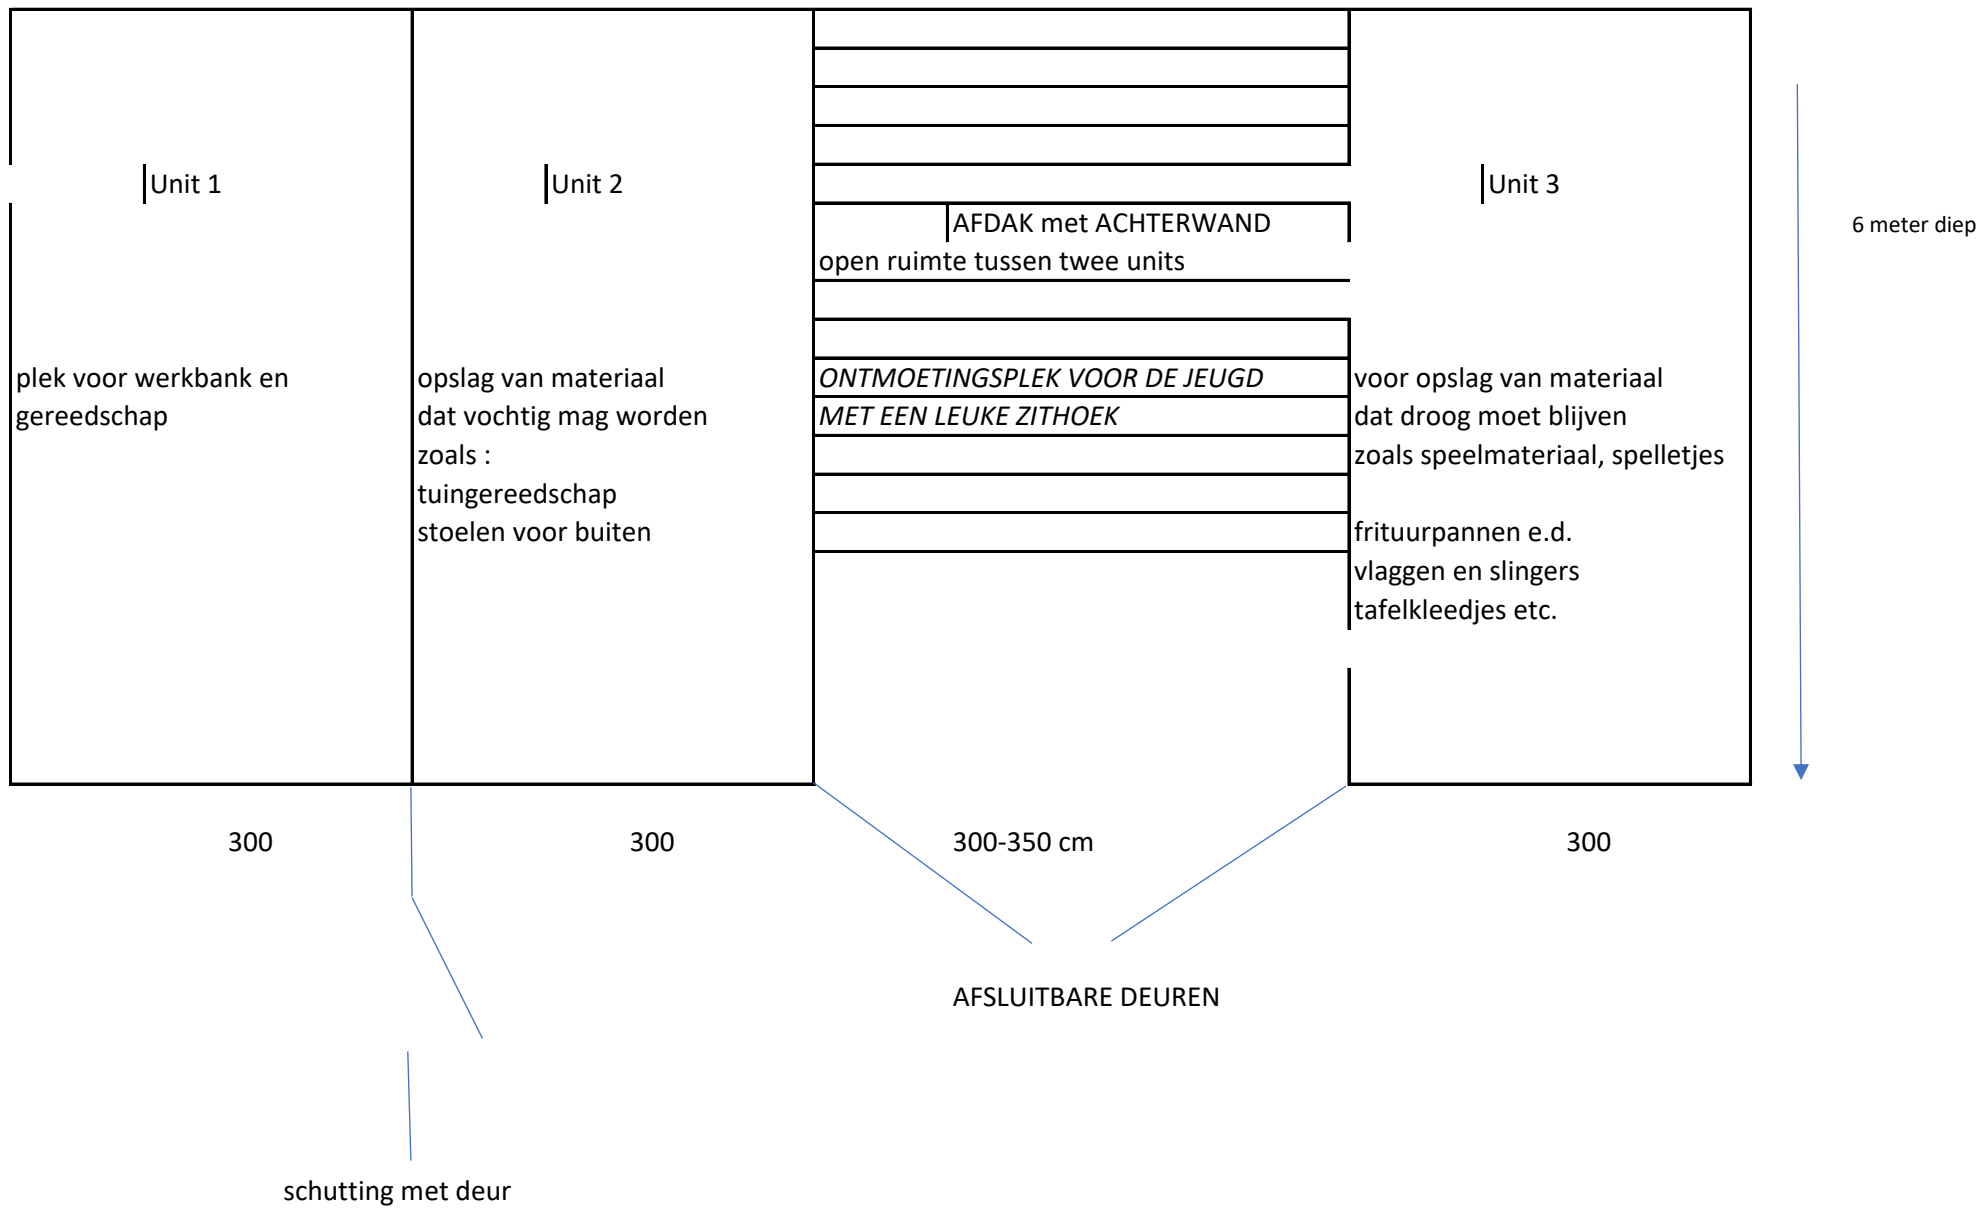 Unit 1
Unit 2
Unit 3
AFDAK met ACHTERWAND
6 meter diep
open ruimte tussen twee units
plek voor werkbank en
gereedschap
opslag van materiaal
dat vochtig mag worden
zoals :
tuingereedschap
stoelen voor buiten
ONTMOETINGSPLEK VOOR DE JEUGD
MET EEN LEUKE ZITHOEK
voor opslag van materiaal
dat droog moet blijven
zoals speelmateriaal, spelletjes
frituurpannen e.d.
vlaggen en slingers
tafelkleedjes etc.
300
300
300-350 cm
300
AFSLUITBARE DEUREN
schutting met deur